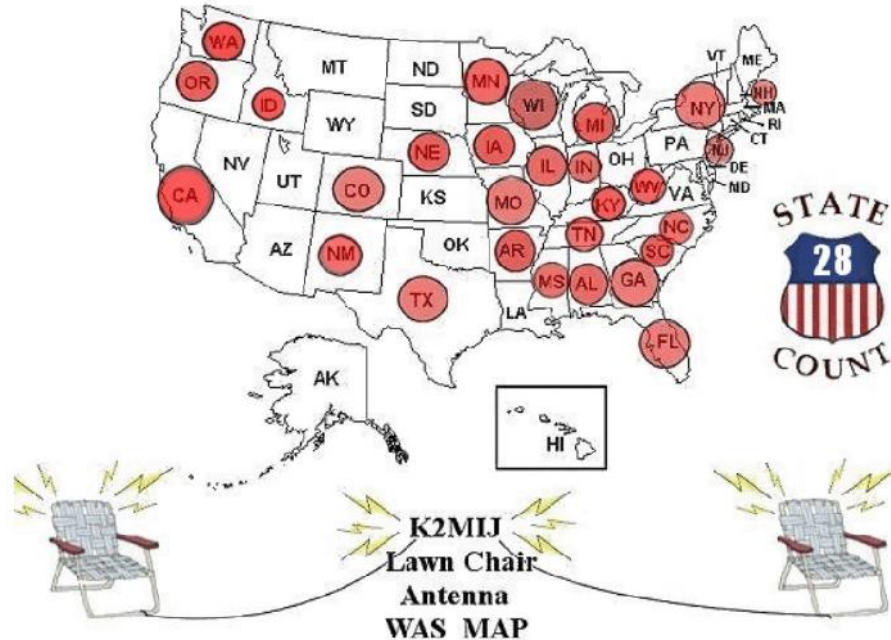 WA
MT
ND
MN
VT
ME
OR
ID
SD
WI
NY
NH
WY
MI
MA
RI
NE
IA
PA
CT
NV
IL
IN
OH
NJ
DE
MD
UT
CO
KS
MO
WV
VA
CA
KY
NC
TN
AZ
NM
OK
AR
SC
MS
AL
GA
TX
LA
FL
AK
HI
STATE
28
COUNT
K2MIJ
Lawn Chair
Antenna
WAS MAP